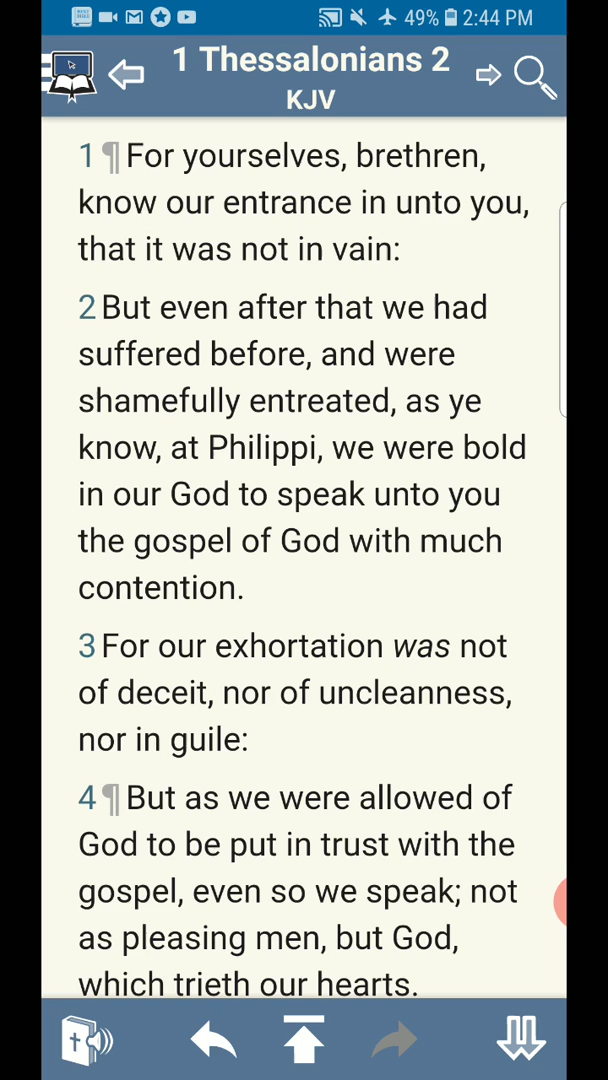 49% 2:44 PM
1 Thessalonians 2
KJV
1 ¶ For yourselves, brethren,
know our entrance in unto you,
that it was not in vain:
2 But even after that we had
suffered before, and were
shamefully entreated, as ye
know, at Philippi, we were bold
in our God to speak unto you
the gospel of God with much
contention.
3 For our exhortation was not
of deceit, nor of uncleanness,
nor in guile:
4 ¶ But as we were allowed of
God to be put in trust with the
gospel, even so we speak; not
as pleasing men, but God,
which trieth our hearts.